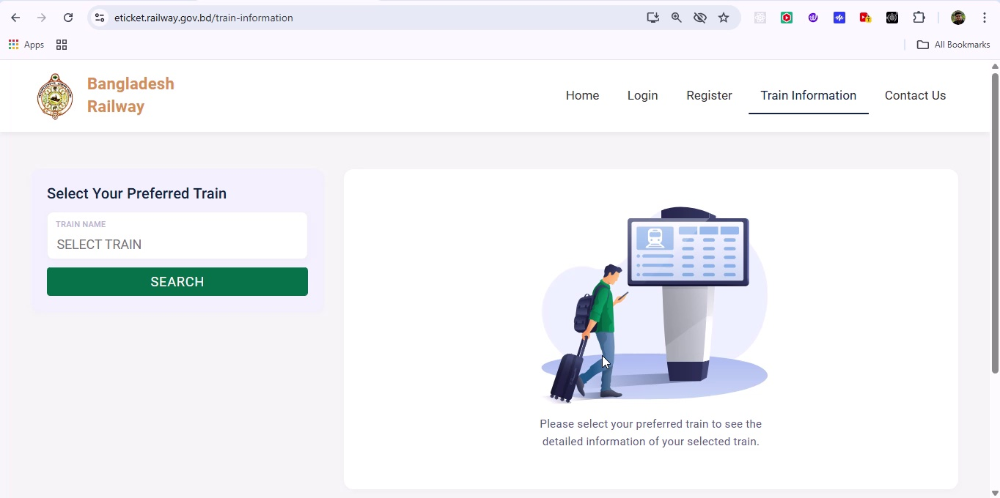 eticket.railway.gov.bd/train-information
Apps
All Bookmarks
Bangladesh
Railway
Home
Login
Register
Train Information
Contact Us
Select Your Preferred Train
TRAIN NAME
SELECT TRAIN
SEARCH
Please select your preferred train to see the
detailed information of your selected train.